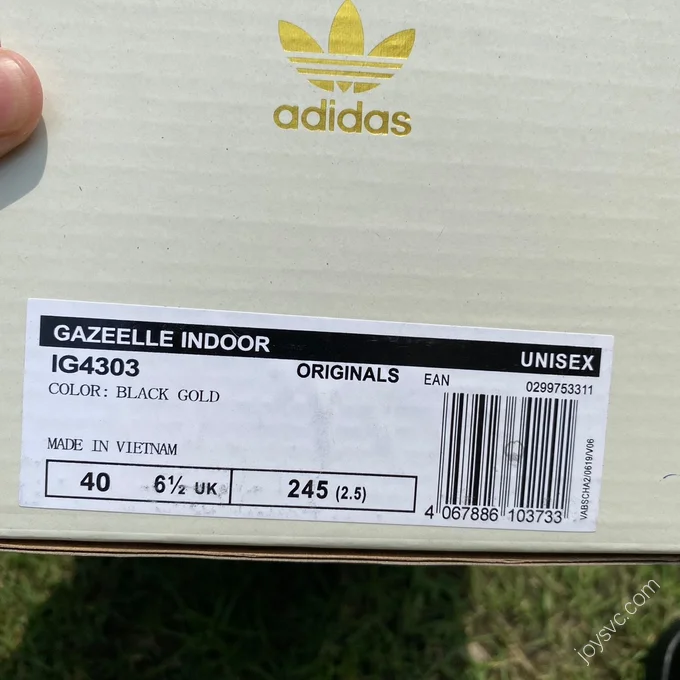 adidas
GAZEELLE INDOOR
UNISEX
IG4303
ORIGINALS
EAN
0299753311
COLOR: BLACK GOLD
MADE IN VIETNAM
40 6½ UK 245 (2.5)
4 067886 103733
VABSCHA2/0619/V06
joysvc.com